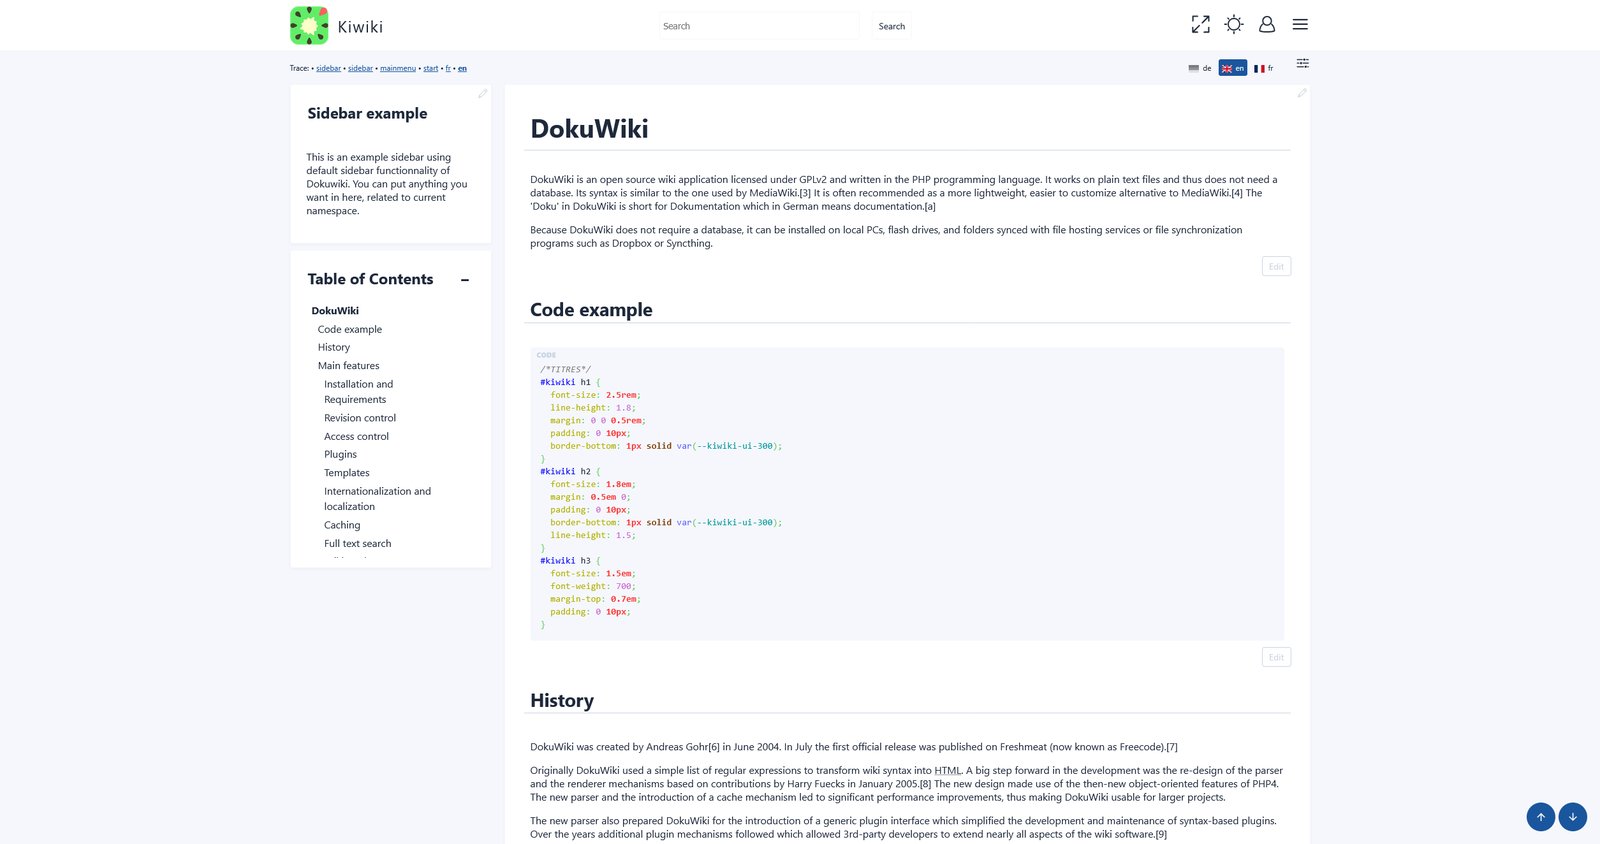 Kiwiki
Search
Search
Trace: • sidebar • sidebar • mainmenu • start • fr • en
de
en
fr
Sidebar example
This is an example sidebar using
default sidebar functionnality of
Dokuwiki. You can put anything you
want in here, related to current
namespace.
Table of Contents
DokuWiki
Code example
History
Main features
Installation and
Requirements
Revision control
Access control
Plugins
Templates
Internationalization and
localization
Caching
Full text search
DokuWiki
DokuWiki is an open source wiki application licensed under GPLv2 and written in the PHP programming language. It works on plain text files and thus does not need a
database. Its syntax is similar to the one used by MediaWiki.[3] It is often recommended as a more lightweight, easier to customize alternative to MediaWiki.[4] The
'Doku' in DokuWiki is short for Dokumentation which in German means documentation.[a]
Because DokuWiki does not require a database, it can be installed on local PCs, flash drives, and folders synced with file hosting services or file synchronization
programs such as Dropbox or Syncthing.
Edit
Code example
CODE
/*TITRES*/
#kiwiki h1 {
font-size: 2.5rem;
line-height: 1.8;
margin: 0 0 0.5rem;
padding: 0 10px;
border-bottom: 1px solid var(--kiwiki-ui-300);
}
#kiwiki h2 {
font-size: 1.8em;
margin: 0.5em 0;
padding: 0 10px;
border-bottom: 1px solid var(--kiwiki-ui-300);
line-height: 1.5;
}
#kiwiki h3 {
font-size: 1.5em;
font-weight: 700;
margin-top: 0.7em;
padding: 0 10px;
}
Edit
History
DokuWiki was created by Andreas Gohr[6] in June 2004. In July the first official release was published on Freshmeat (now known as Freecode).[7]
Originally DokuWiki used a simple list of regular expressions to transform wiki syntax into HTML. A big step forward in the development was the re-design of the parser
and the renderer mechanisms based on contributions by Harry Fuecks in January 2005.[8] The new design made use of the then-new object-oriented features of PHP4.
The new parser and the introduction of a cache mechanism led to significant performance improvements, thus making DokuWiki usable for larger projects.
The new parser also prepared DokuWiki for the introduction of a generic plugin interface which simplified the development and maintenance of syntax-based plugins.
Over the years additional plugin mechanisms followed which allowed 3rd-party developers to extend nearly all aspects of the wiki software.[9]